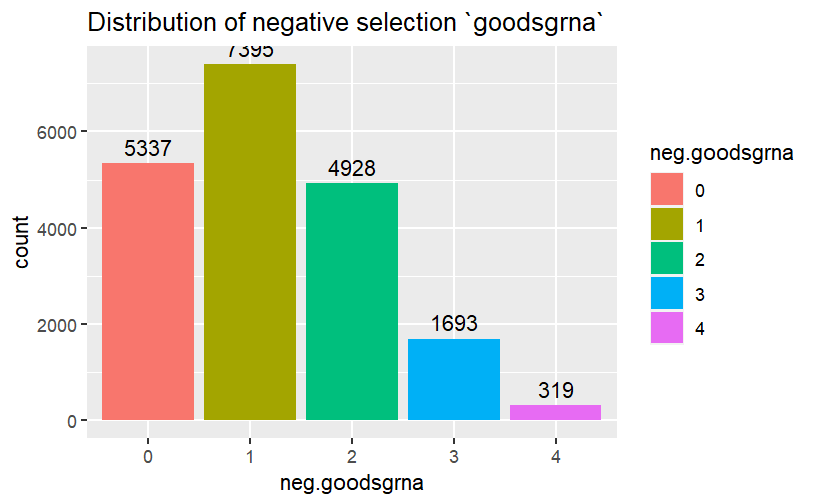 Distribution of negative selection `goodsgrna`
7395
5337
4928
1693
319
6000
4000
2000
0
count
0 1 2 3 4
neg.goodsgrna
neg.goodsgrna
0
1
2
3
4